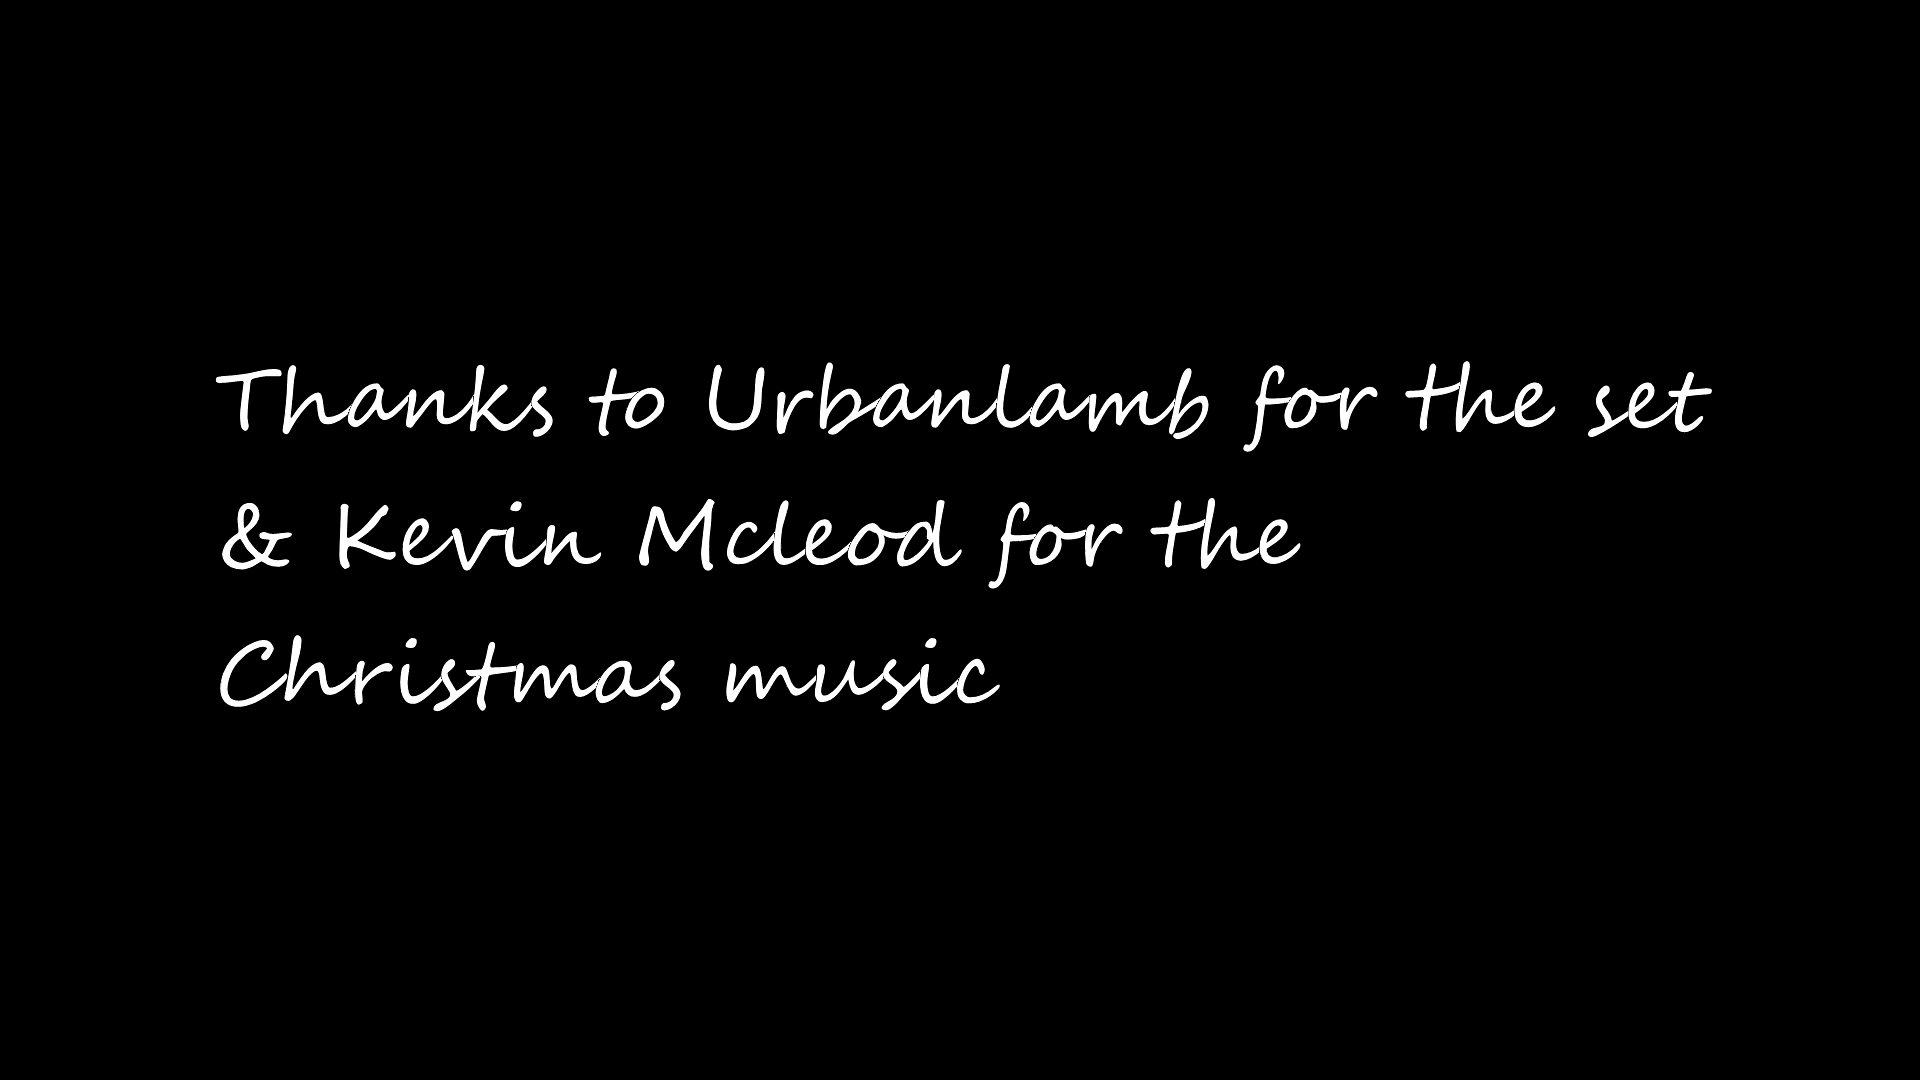 Thanks to Urbanlamb for the set
& Kevin Mcleod for the
Christmas music